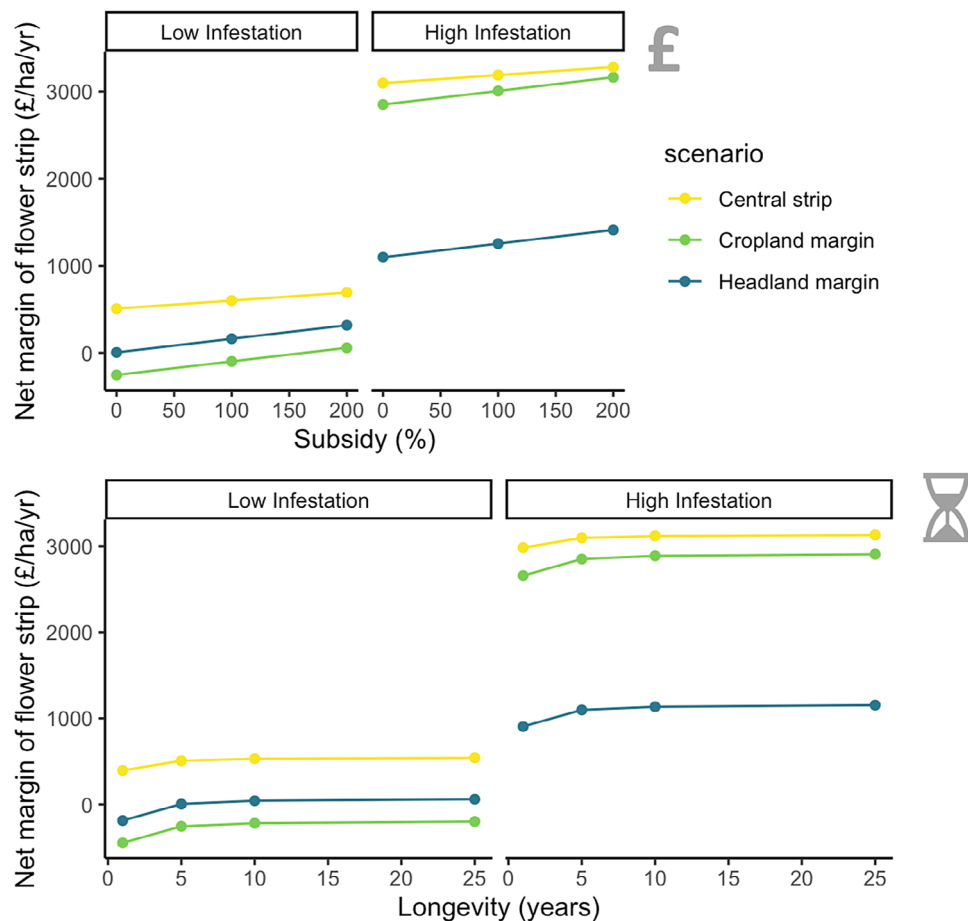 Low Infestation
High Infestation
£
Net margin of flower strip (£/ha/yr)
3000
2000
1000
0
0 50 100 150 200
0 50 100 150 200
Subsidy (%)
scenario
Central strip
Cropland margin
Headland margin
Low Infestation
High Infestation
Net margin of flower strip (£/ha/yr)
3000
2000
1000
0
0 5 10 15 20 25
0 5 10 15 20 25
Longevity (years)